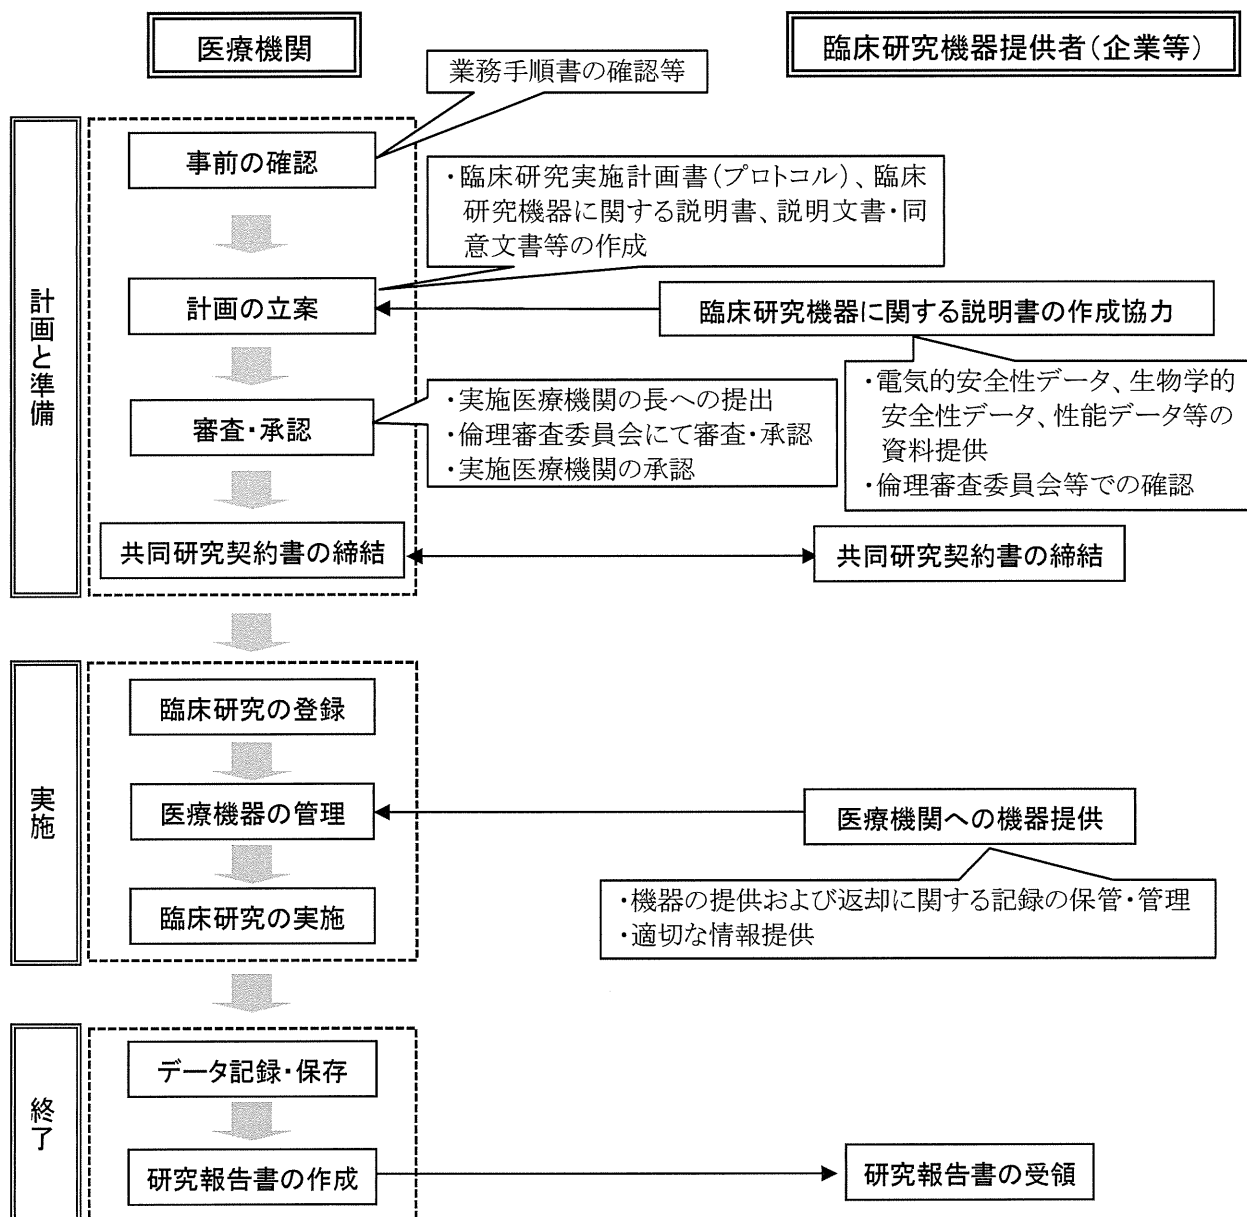 医療機関
臨床研究機器提供者(企業等)
業務手順書の確認等
計画と準備
事前の確認
・臨床研究実施計画書(プロトコル)、臨床
研究機器に関する説明書、説明文書・同
意文書等の作成
計画の立案
臨床研究機器に関する説明書の作成協力
・電気的安全性データ、生物学的
安全性データ、性能データ等の
資料提供
・倫理審査委員会等での確認
審査・承認
・実施医療機関の長への提出
・倫理審査委員会にて審査・承認
・実施医療機関の承認
共同研究契約書の締結
共同研究契約書の締結
実施
臨床研究の登録
医療機器の管理
医療機関への機器提供
・機器の提供および返却に関する記録の保管・管理
・適切な情報提供
臨床研究の実施
終了
データ記録・保存
研究報告書の作成
研究報告書の受領